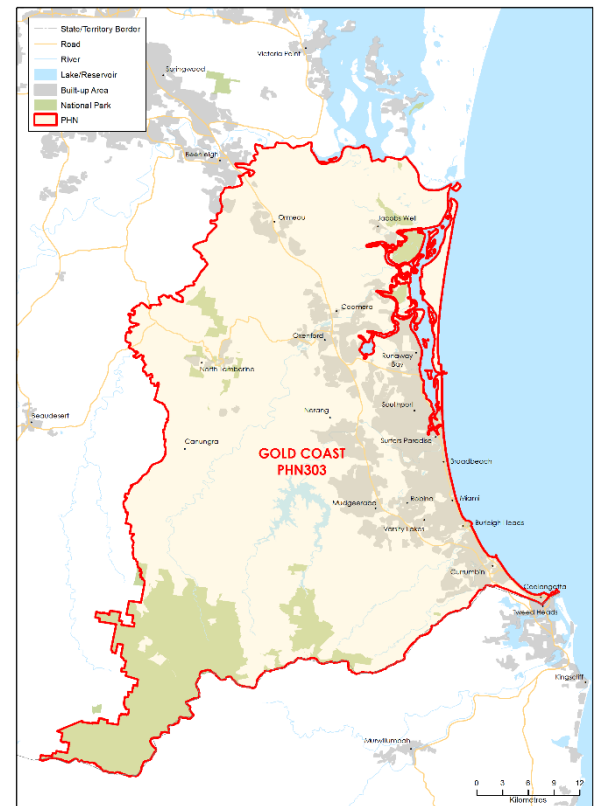 State/Territory Border
Road
River
Lake/Reservoir
Built-up Area
National Park
PHN
Victoria Point
Springwood
Beenleigh
Ormeau
Jacobs Well
Coomera
Oxenford
Runaway
Bay
North Tamborine
Southport
Beaudesert
Nerang
Surfers Paradise
Canungra
GOLD COAST
PHN303
Broadbeach
Robina
Miami
Mudgeeraba
Varsity Lakes
Burleigh Heads
Currumbin
Coolangatta
Tweed Heads
Kingscliff
Murwillumbah
0 3 6 9 12
Kilometres